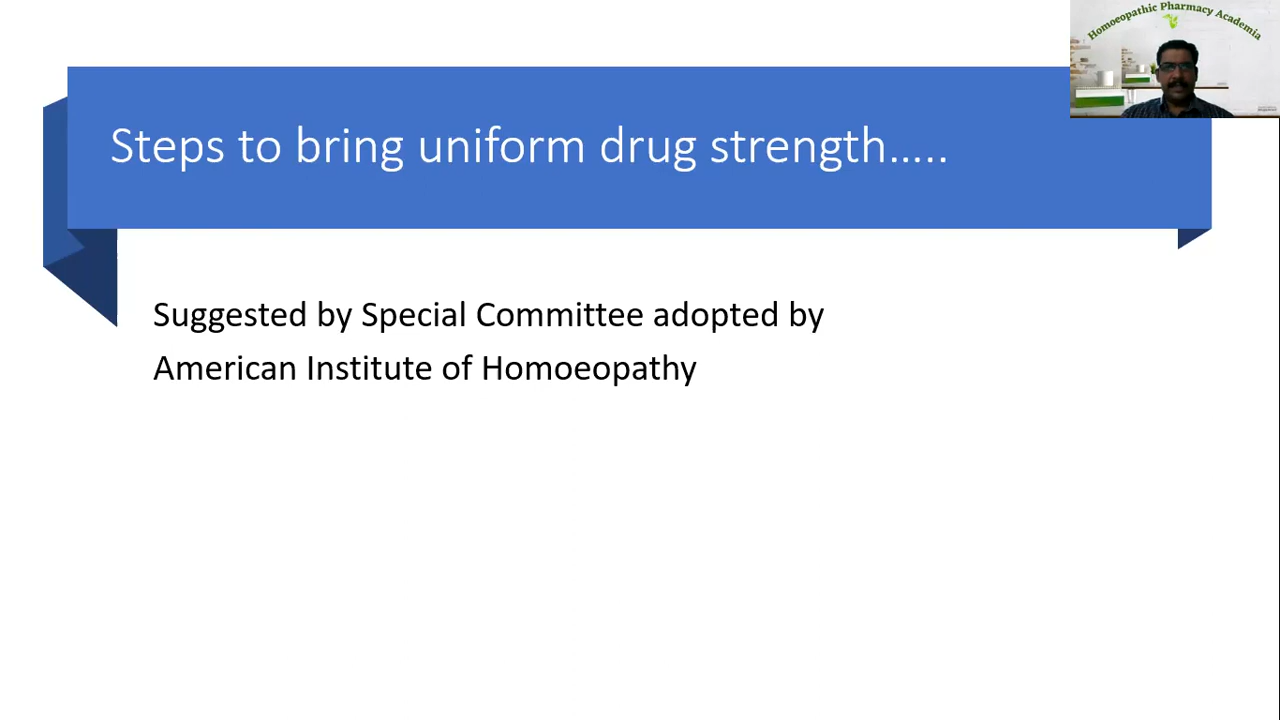 Homoeopathic Pharmacy Academia
Steps to bring uniform drug strength…..
Suggested by Special Committee adopted by
American Institute of Homoeopathy